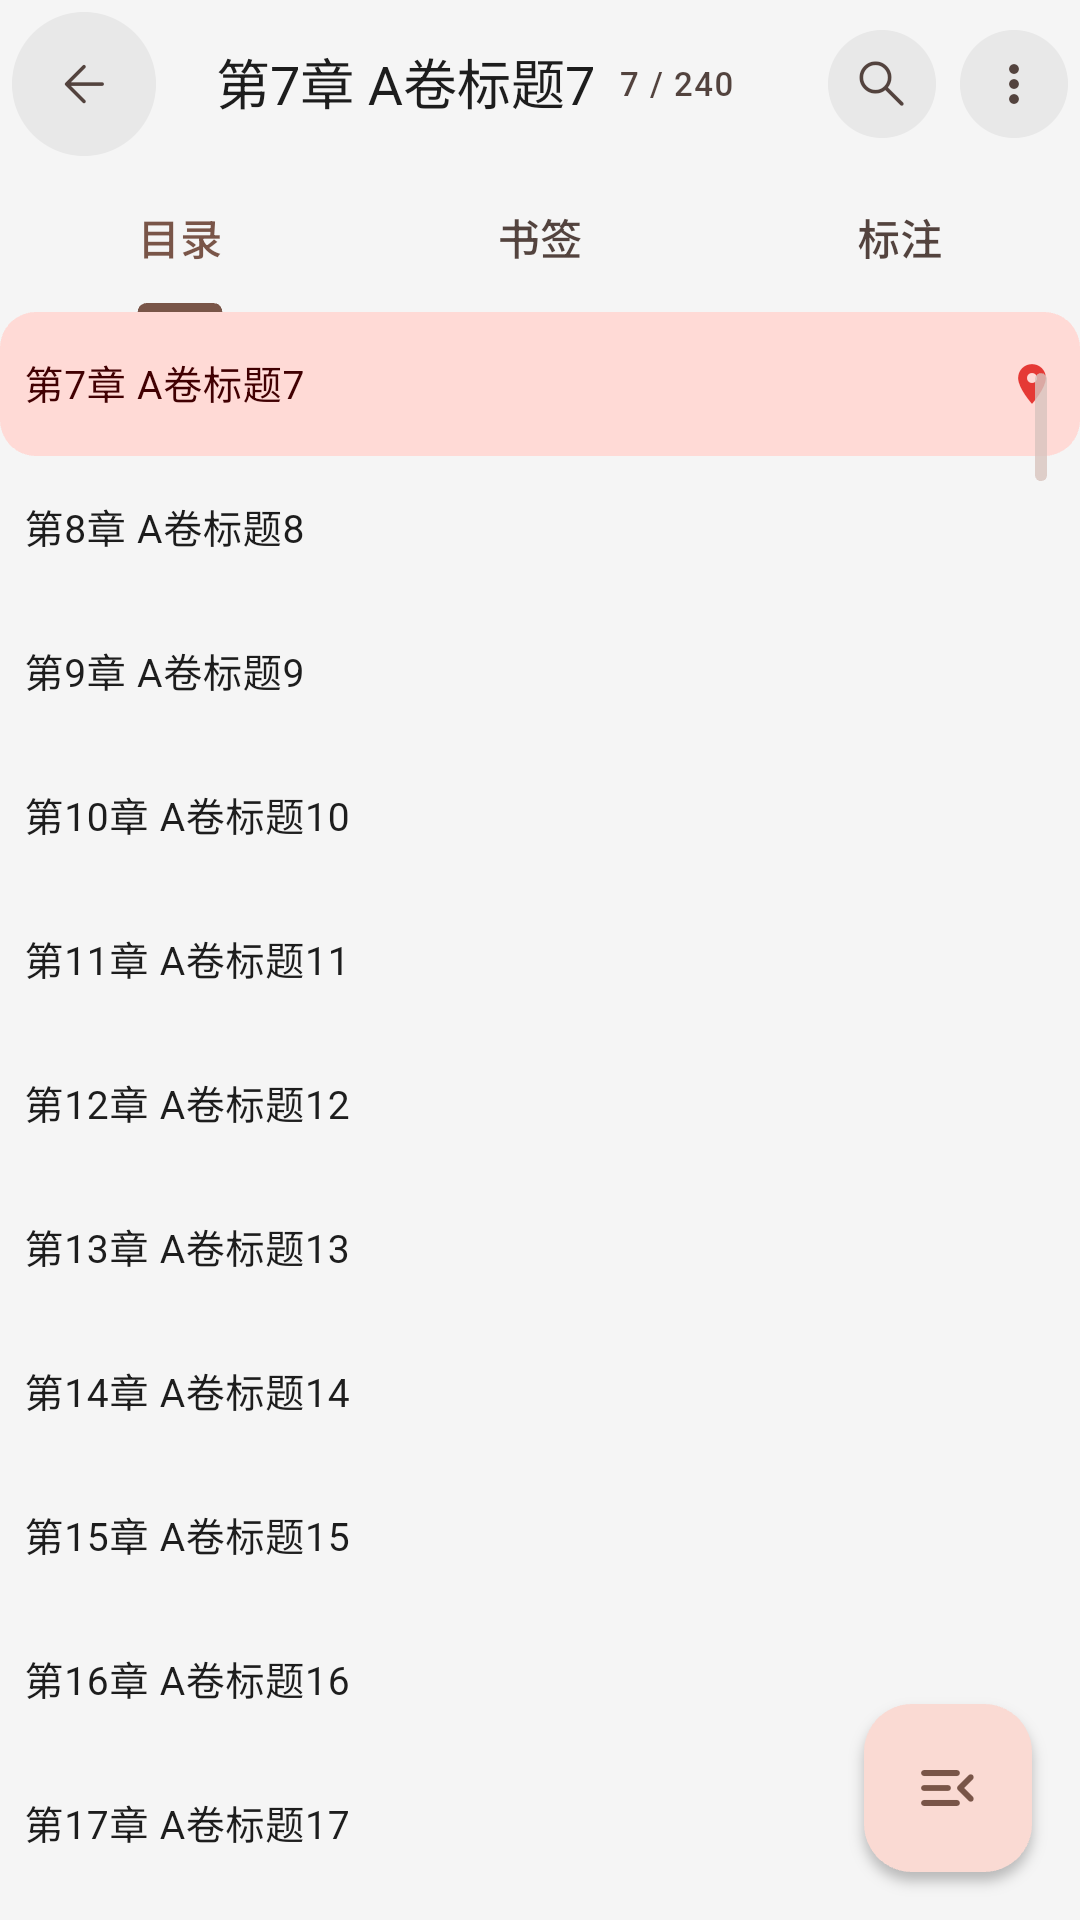 第7章 A卷标题7 7 / 240
目录 书签 标注
第7章 A卷标题7
第8章 A卷标题8
第9章 A卷标题9
第10章 A卷标题10
第11章 A卷标题11
第12章 A卷标题12
第13章 A卷标题13
第14章 A卷标题14
第15章 A卷标题15
第16章 A卷标题16
第17章 A卷标题17